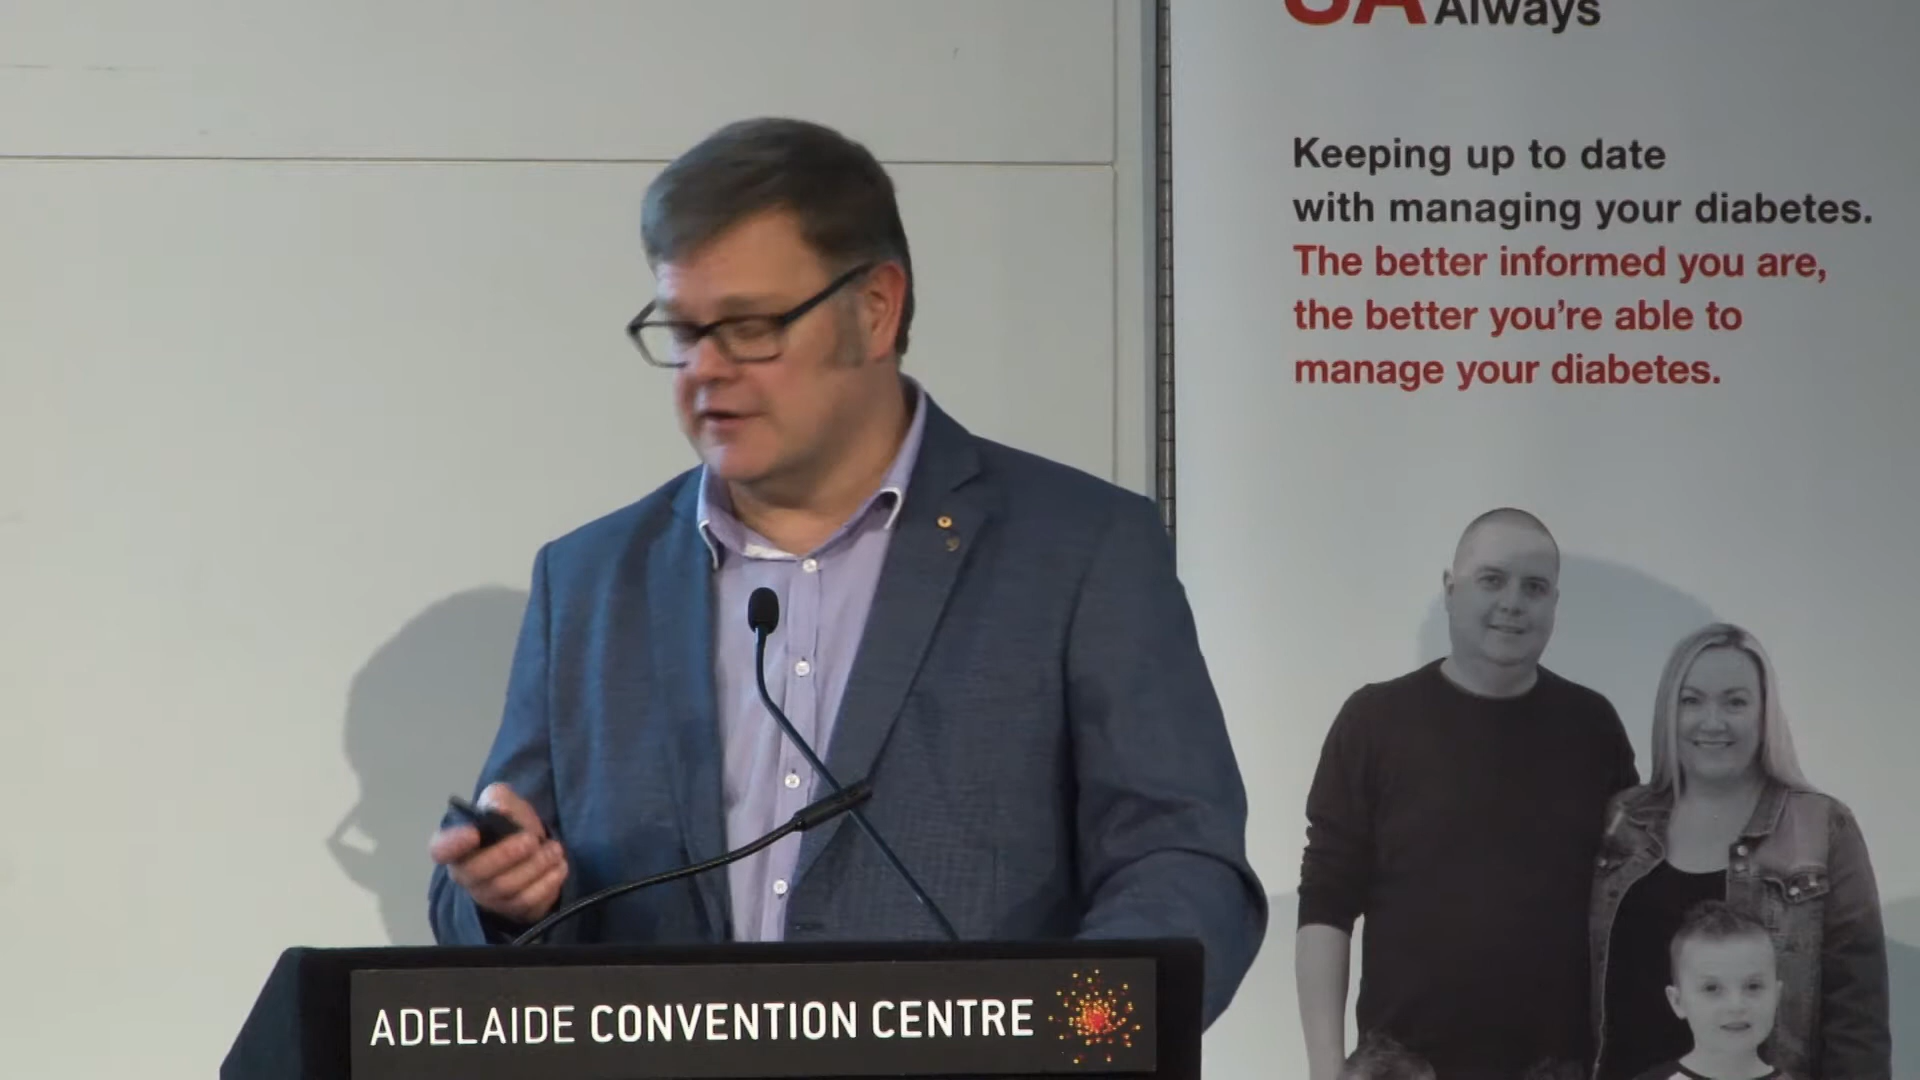 SA Always
Keeping up to date
with managing your diabetes.
The better informed you are,
the better you're able to
manage your diabetes.
ADELAIDE CONVENTION CENTRE